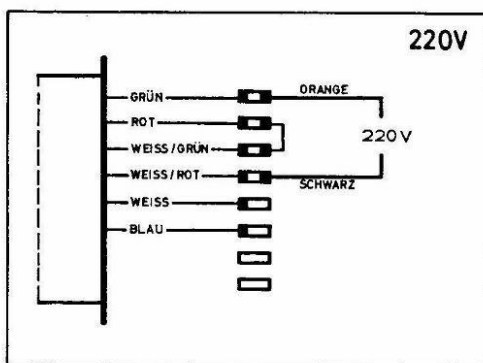 220V
GRÜN
ORANGE
ROT
220V
WEISS/GRÜN
WEISS/ROT
SCHWARZ
WEISS
BLAU